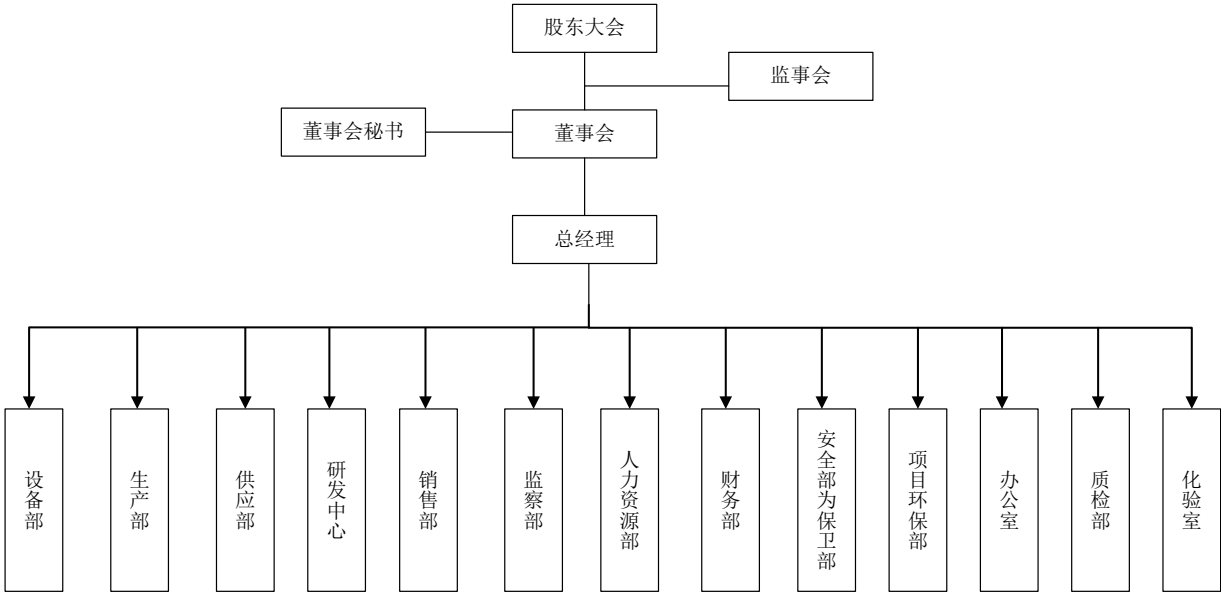 股东大会
监事会
董事会秘书
董事会
总经理
设备部
生产部
供应部
研发中心
销售部
监察部
人力资源部
财务部
安全部为保卫部
项目环保部
办公室
质检部
化验室